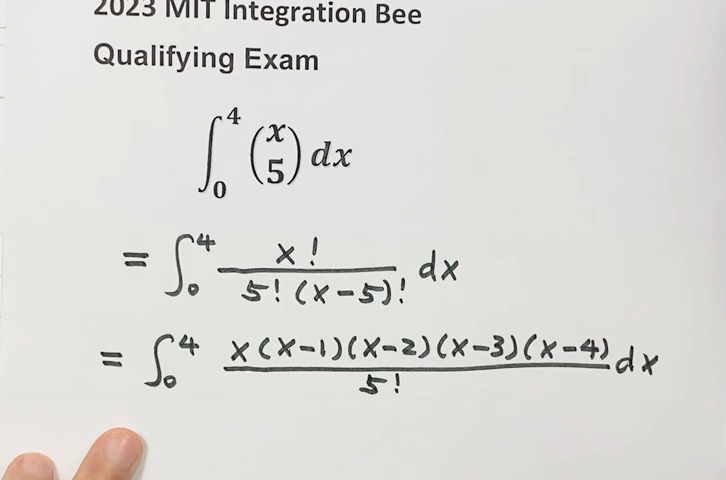 2023 MIT Integration Bee
Qualifying Exam
∫₀⁴ (x 5) dx
= ∫₀⁴ x! / 5!(x-5)! dx
= ∫₀⁴ x(x-1)(x-2)(x-3)(x-4) / 5! dx